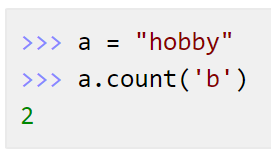 >>> a = "hobby"
>>> a.count('b')
2